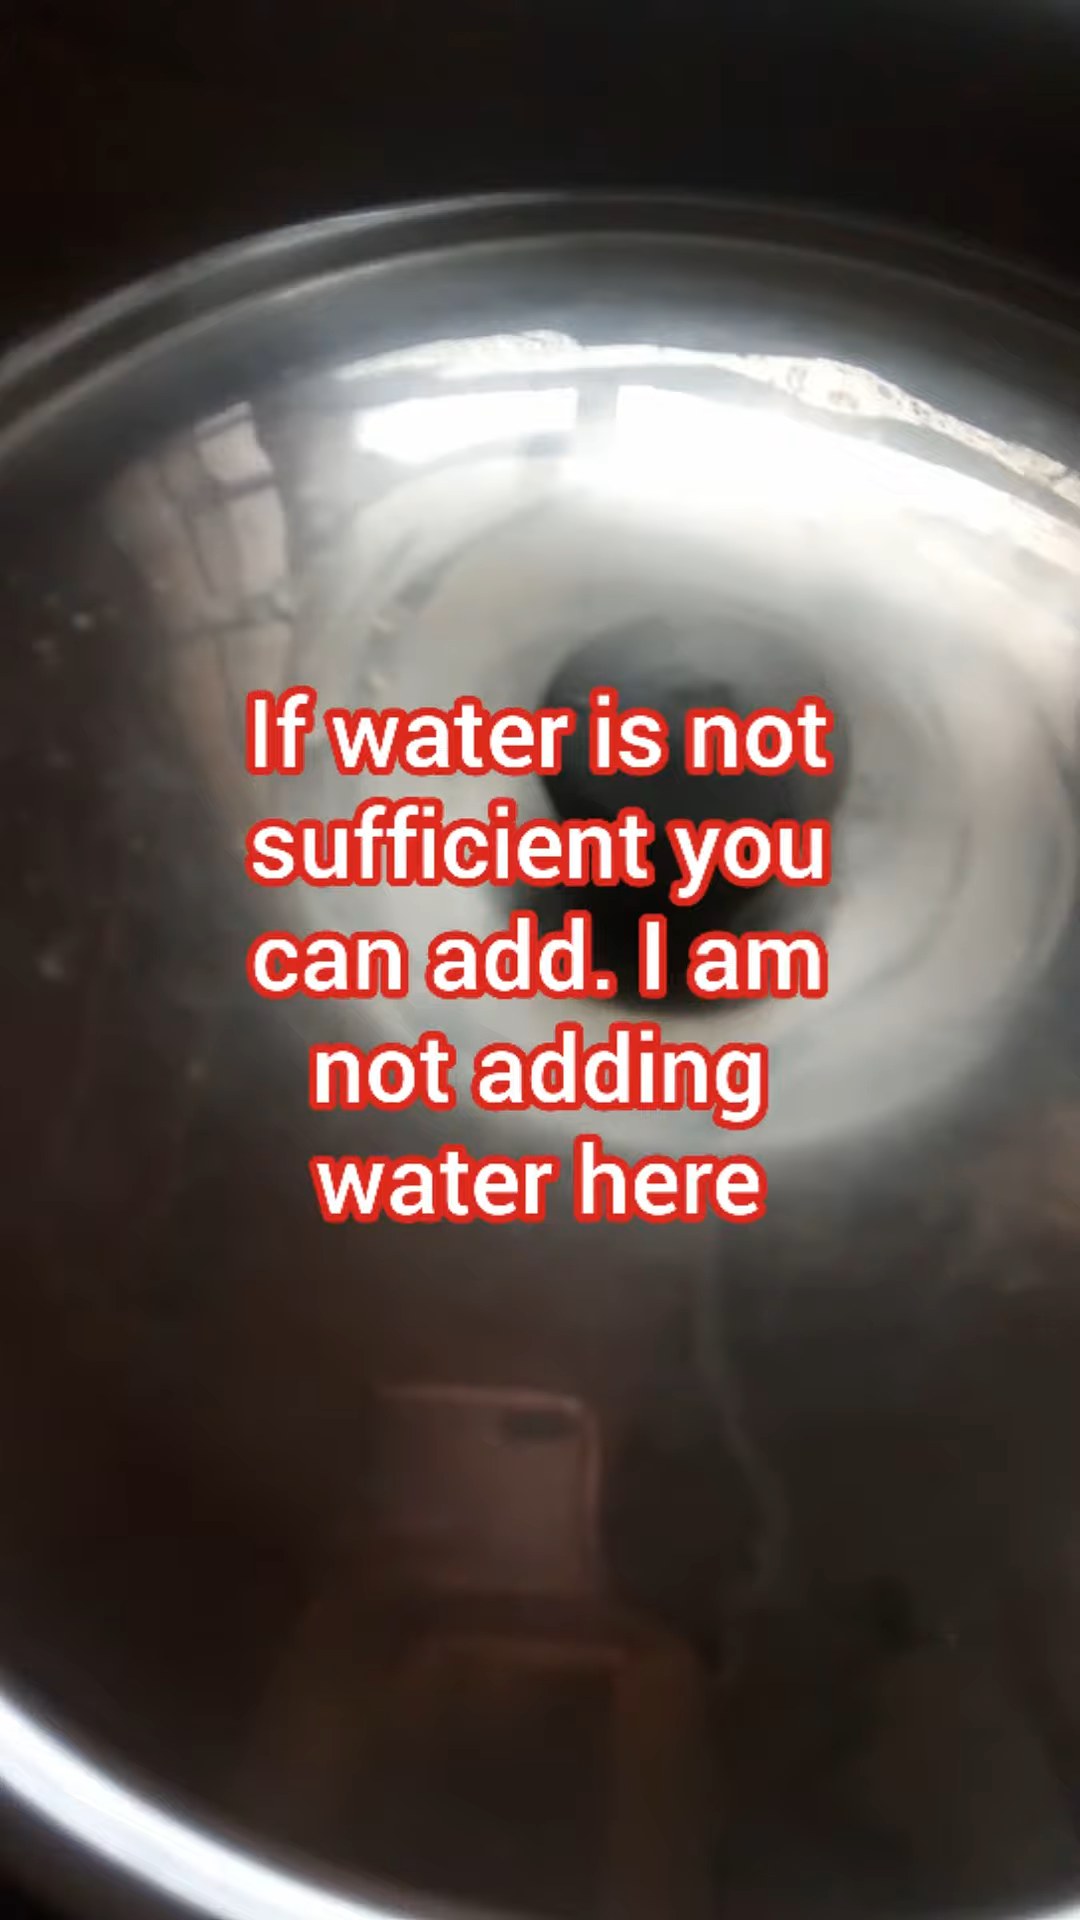 If water is not
sufficient you
can add. I am
not adding
water here